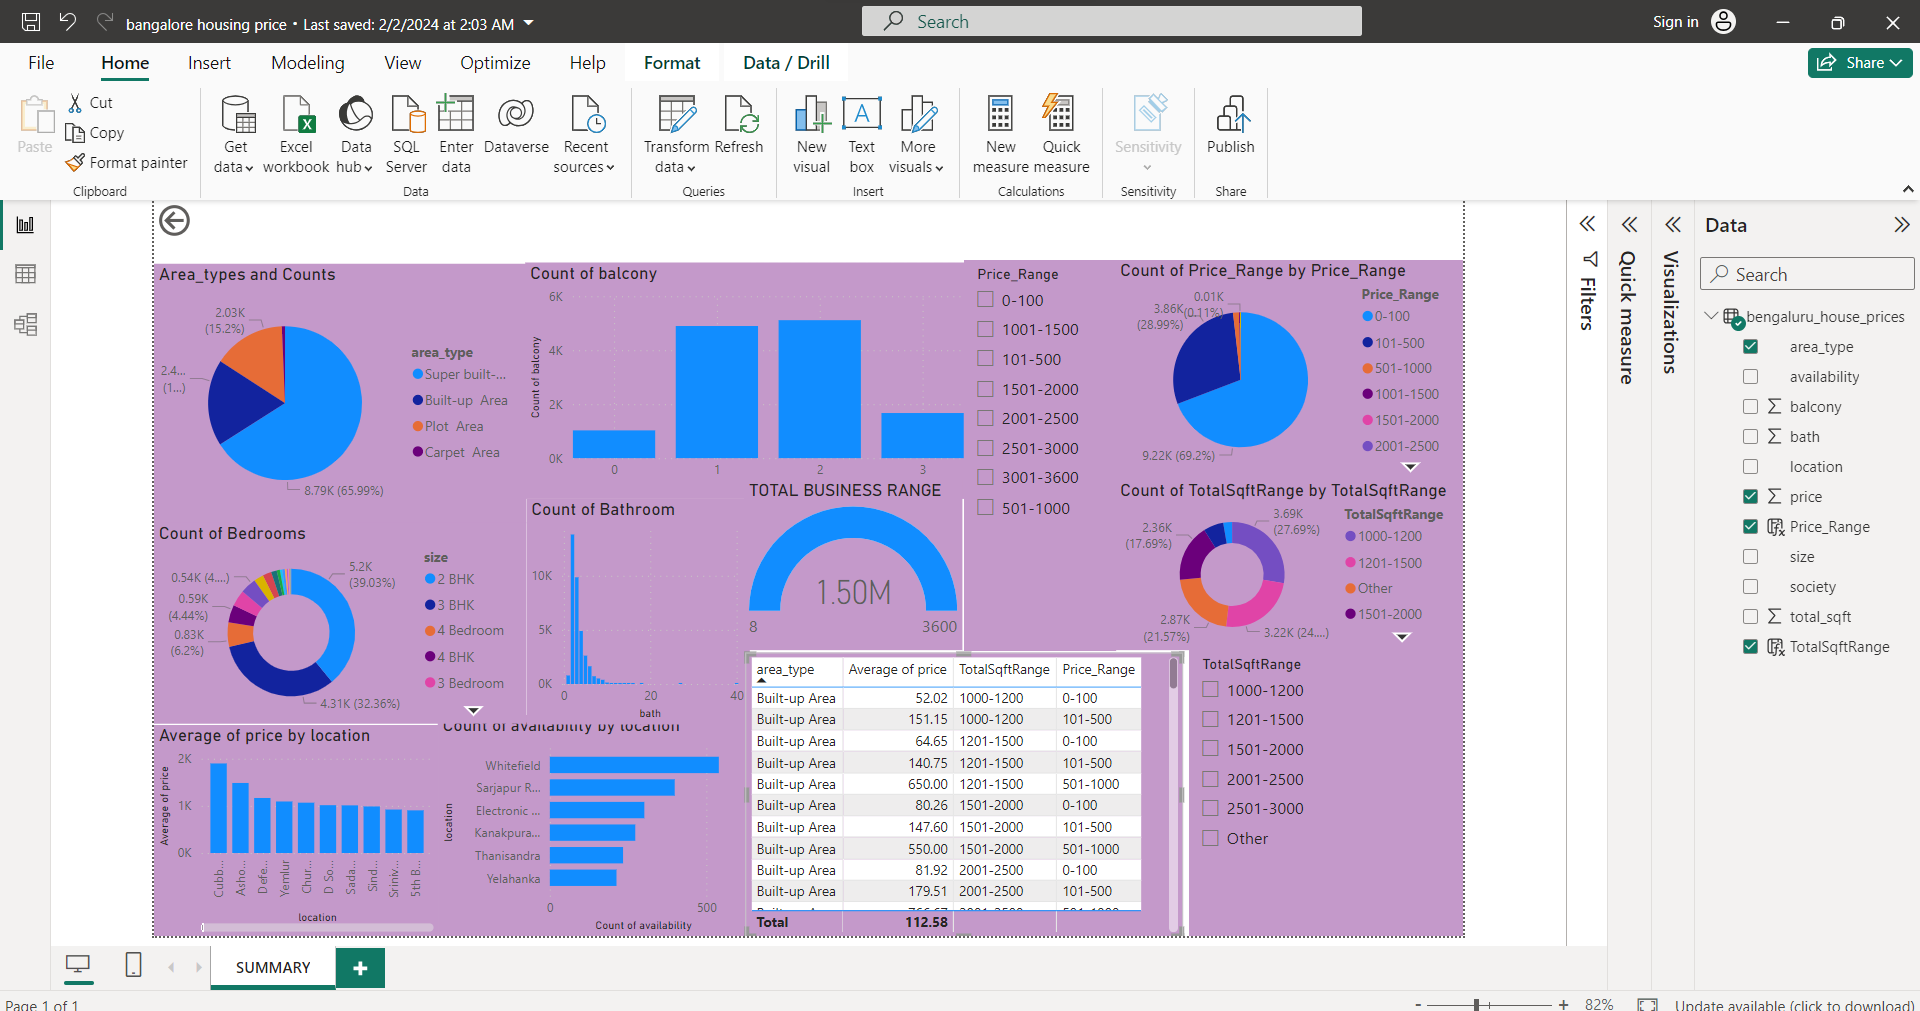 bangalore housing price • Last saved: 2/2/2024 at 2:03 AM
Search
Sign in
File Home Insert Modeling View Optimize Help Format Data / Drill
Share
Paste
Cut
Copy
Format painter
Clipboard
Get data
Excel workbook
Data hub
SQL Server
Enter data
Dataverse
Recent sources
Data
Transform data
Refresh
Queries
New visual
Text box
More visuals
Insert
New measure
Quick measure
Calculations
Sensitivity
Sensitivity
Publish
Share
Area_types and Counts
2.03K
(15.2%)
2.4...
(1...)
8.79K (65.99%)
area_type
Super built-...
Built-up Area
Plot Area
Carpet Area
Count of balcony
Count of balcony
6K
4K
2K
0K
0 1 2 3
Price_Range
0-100
1001-1500
101-500
1501-2000
2001-2500
2501-3000
3001-3600
501-1000
Count of Price_Range by Price_Range
0.01K
(0.11%)
3.86K
(28.99%)
9.22K (69.2%)
Price_Range
0-100
101-500
501-1000
1001-1500
1501-2000
2001-2500
Count of Bedrooms
5.2K
(39.03%)
0.54K (4....)
0.59K
(4.44%)
0.83K
(6.2%)
4.31K (32.36%)
size
2 BHK
3 BHK
4 Bedroom
4 BHK
3 Bedroom
Count of Bathroom
10K
5K
0K
0 20 40
bath
TOTAL BUSINESS RANGE
1.50M
8 3600
Count of TotalSqftRange by TotalSqftRange
3.69K
(27.69%)
2.36K
(17.69%)
2.87K
(21.57%)
3.22K (24....)
TotalSqftRange
1000-1200
1201-1500
Other
1501-2000
Average of price by location
Average of price
2K
1K
0K
Cubb...
Asho...
Defe...
Yemlur
Chur...
D So...
Sada...
Sind...
Sriniv...
5th B...
location
Count of availability by location
location
Whitefield
Sarjapur R...
Electronic ...
Kanakpura...
Thanisandra
Yelahanka
0 500
Count of availability
area_type Average of price TotalSqftRange Price_Range
Built-up Area 52.02 1000-1200 0-100
Built-up Area 151.15 1000-1200 101-500
Built-up Area 64.65 1201-1500 0-100
Built-up Area 140.75 1201-1500 101-500
Built-up Area 650.00 1201-1500 501-1000
Built-up Area 80.26 1501-2000 0-100
Built-up Area 147.60 1501-2000 101-500
Built-up Area 550.00 1501-2000 501-1000
Built-up Area 81.92 2001-2500 0-100
Built-up Area 179.51 2001-2500 101-500
Total 112.58
TotalSqftRange
1000-1200
1201-1500
1501-2000
2001-2500
2501-3000
Other
Filters
Quick measure
Visualizations
Data
Search
bengaluru_house_prices
area_type
availability
balcony
bath
location
price
Price_Range
size
society
total_sqft
TotalSqftRange
SUMMARY
Page 1 of 1
- + 82%
Update available (click to download)